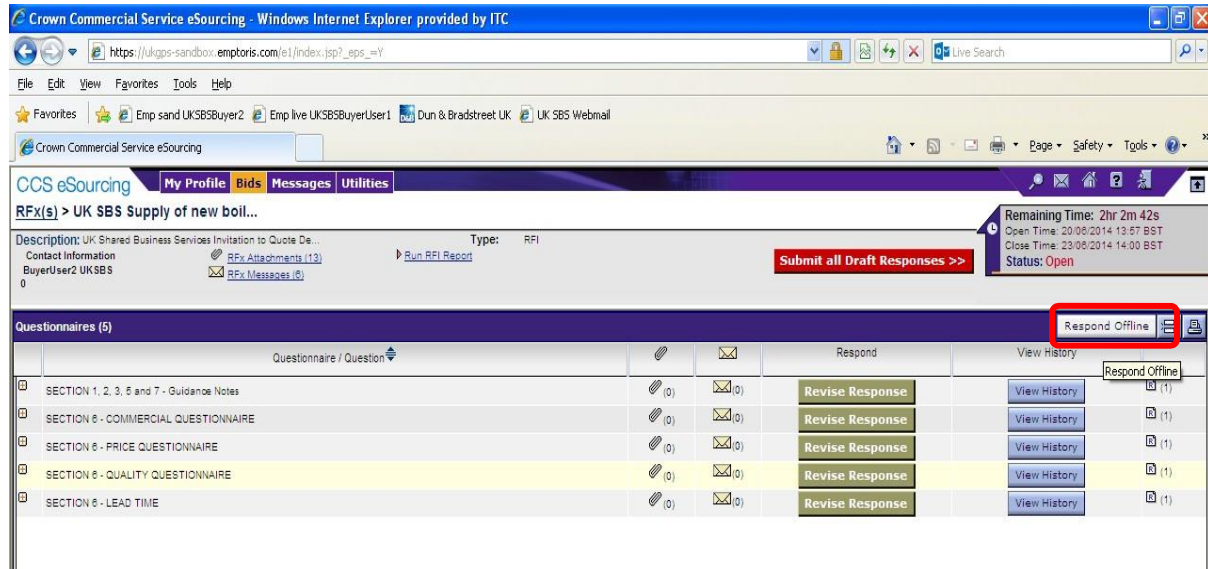 Crown Commercial Service eSourcing - Windows Internet Explorer provided by ITC
https://ukgps-sandbox.emptoris.com/e1/index.jsp?_eps_=Y
Live Search
File Edit View Favorites Tools Help
Favorites Emp sand UKSBSBuyer2 Emp live UKSBSBuyerUser1 Dun & Bradstreet UK UK SBS Webmail
Crown Commercial Service eSourcing
Page Safety Tools »
CCS eSourcing My Profile Bids Messages Utilities
RFx(s) > UK SBS Supply of new boil...
Remaining Time: 2hr 2m 42s
Open Time: 20/06/2014 13:57 BST
Close Time: 23/06/2014 14:00 BST
Status: Open
Description: UK Shared Business Services Invitation to Quote De... Type: RFI
Contact Information RFx Attachments (13) Run RFI Report
BuyerUser2 UKSBS RFx Messages (6)
0
Submit all Draft Responses >>
Questionnaires (5) Respond Offline
Questionnaire / Question Respond View History
Respond Offline
SECTION 1, 2, 3, 5 and 7 - Guidance Notes (0) (0) Revise Response View History R (1)
SECTION 6 - COMMERCIAL QUESTIONNAIRE (0) (0) Revise Response View History R (1)
SECTION 6 - PRICE QUESTIONNAIRE (0) (0) Revise Response View History R (1)
SECTION 6 - QUALITY QUESTIONNAIRE (0) (0) Revise Response View History R (1)
SECTION 6 - LEAD TIME (0) (0) Revise Response View History R (1)